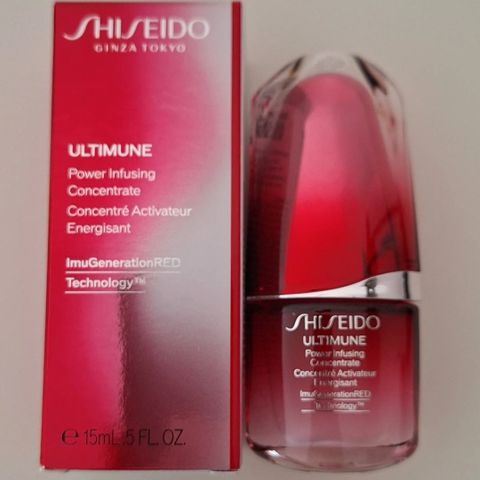 SHISEIDO
GINZA TOKYO
ULTIMUNE
Power Infusing
Concentrate
Concentré Activateur
Energisant
ImuGenerationRED
Technology™
℮ 15mL .5 FL. OZ.
SHISEIDO
ULTIMUNE
Power Infusing
Concentrate
Concentré Activateur
Energisant
ImuGenerationRED
Technology™